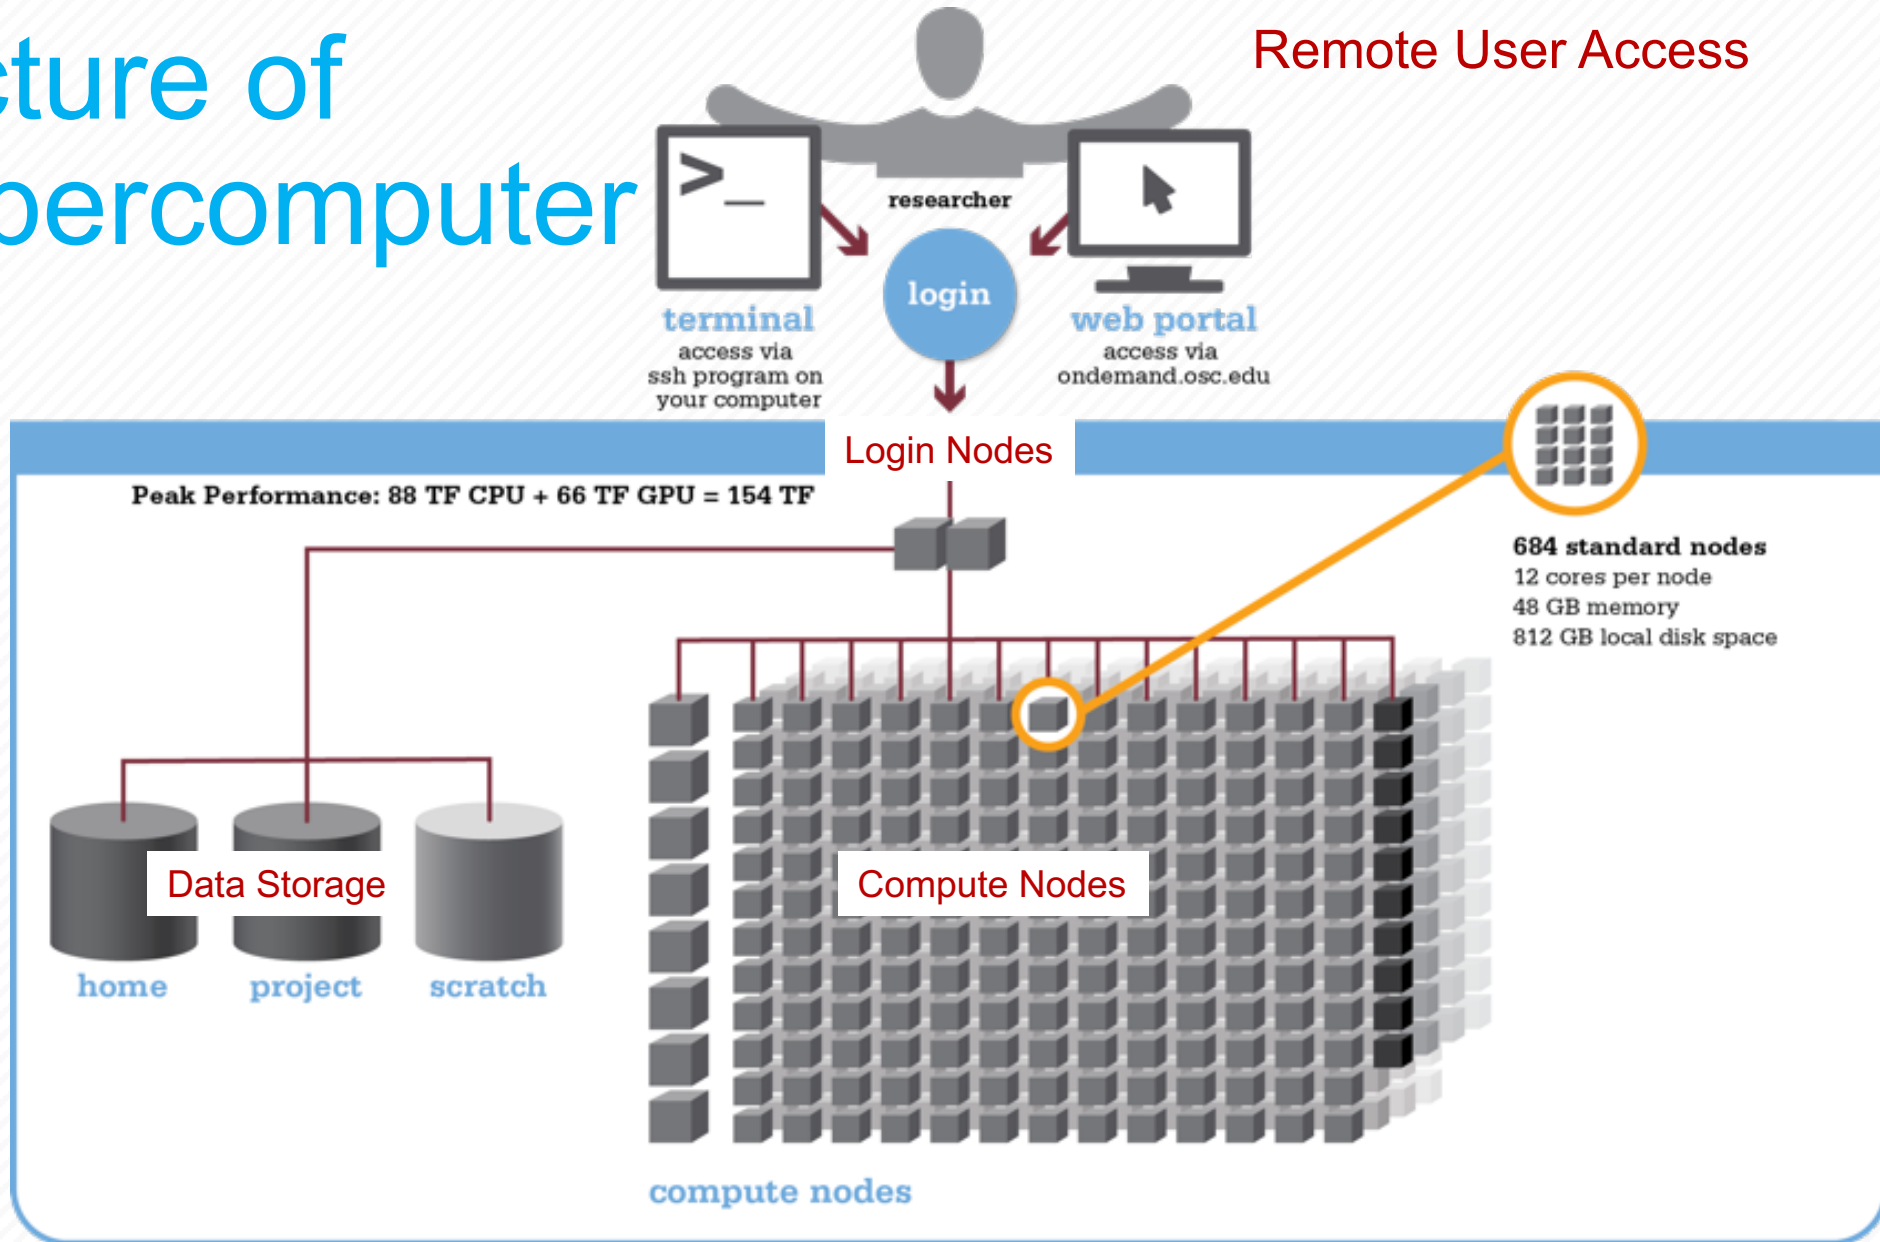 cture of
percomputer
Remote User Access
>_
researcher
login
terminal
access via
ssh program on
your computer
web portal
access via
ondemand.osc.edu
Login Nodes
Peak Performance: 88 TF CPU + 66 TF GPU = 154 TF
684 standard nodes
12 cores per node
48 GB memory
812 GB local disk space
Data Storage
Compute Nodes
home
project
scratch
compute nodes